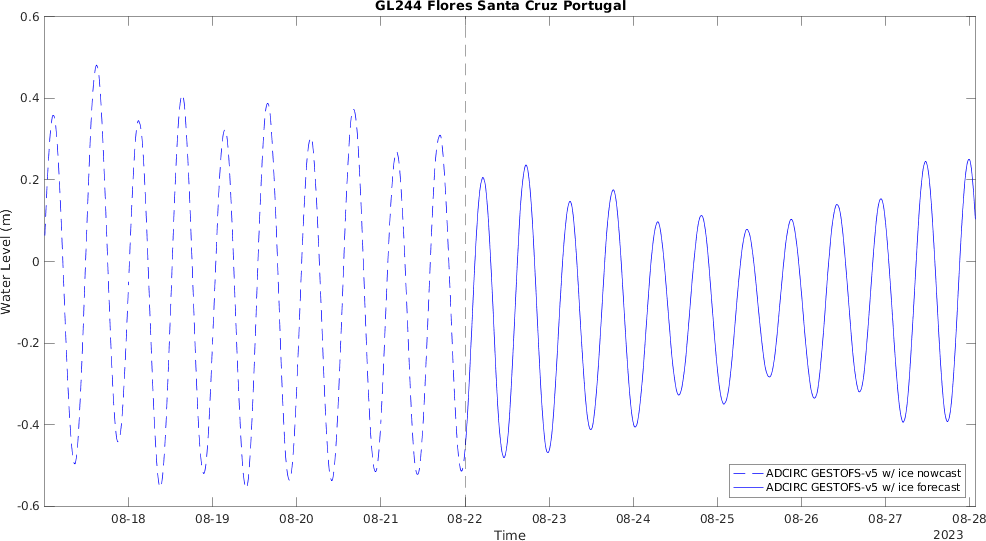 GL244 Flores Santa Cruz Portugal
0.6
0.4
0.2
0
-0.2
-0.4
-0.6
Water Level (m)
ADCIRC GESTOFS-v5 w/ ice nowcast
ADCIRC GESTOFS-v5 w/ ice forecast
08-18 08-19 08-20 08-21 08-22 08-23 08-24 08-25 08-26 08-27 08-28
Time
2023